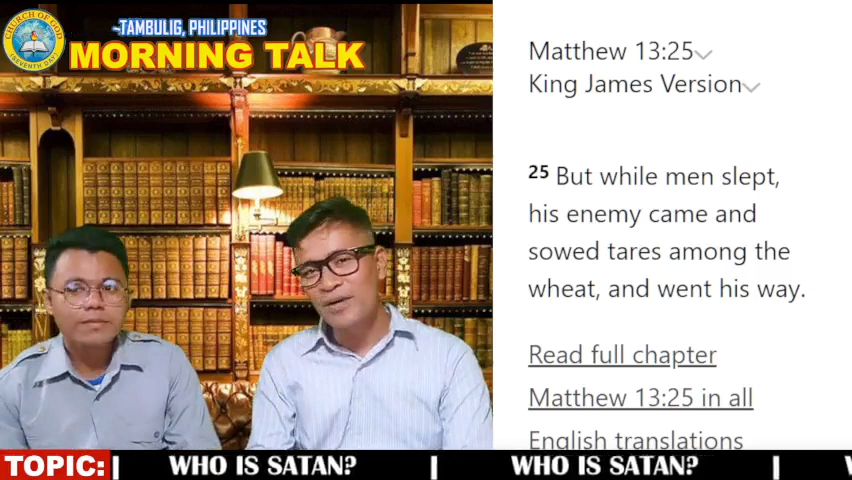 CHURCH OF GOD
(SEVENTH DAY)
~TAMBULIG, PHILIPPINES
MORNING TALK
Matthew 13:25
King James Version
25 But while men slept,
his enemy came and
sowed tares among the
wheat, and went his way.
Read full chapter
Matthew 13:25 in all
English translations
TOPIC: | WHO IS SATAN? | WHO IS SATAN? |